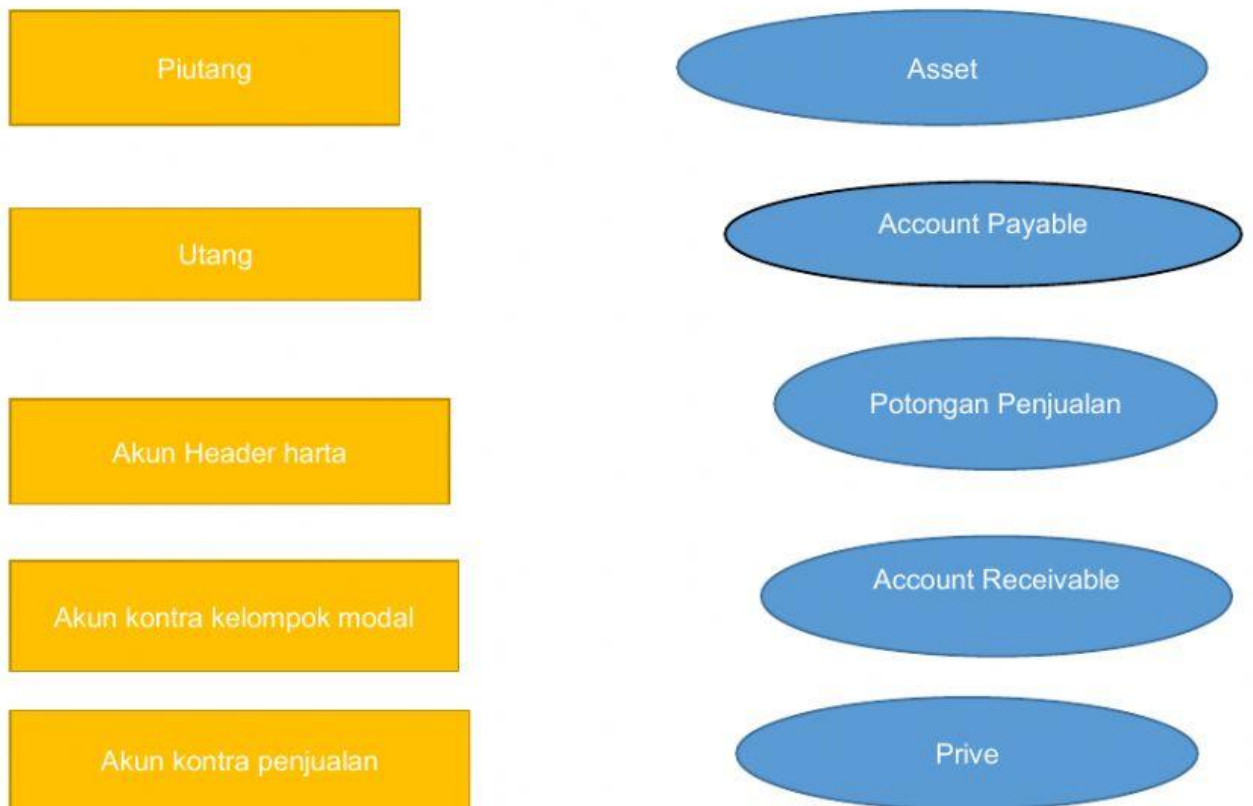 Piutang
Asset
Utang
Account Payable
Akun Header harta
Potongan Penjualan
Akun kontra kelompok modal
Account Receivable
Akun kontra penjualan
Prive